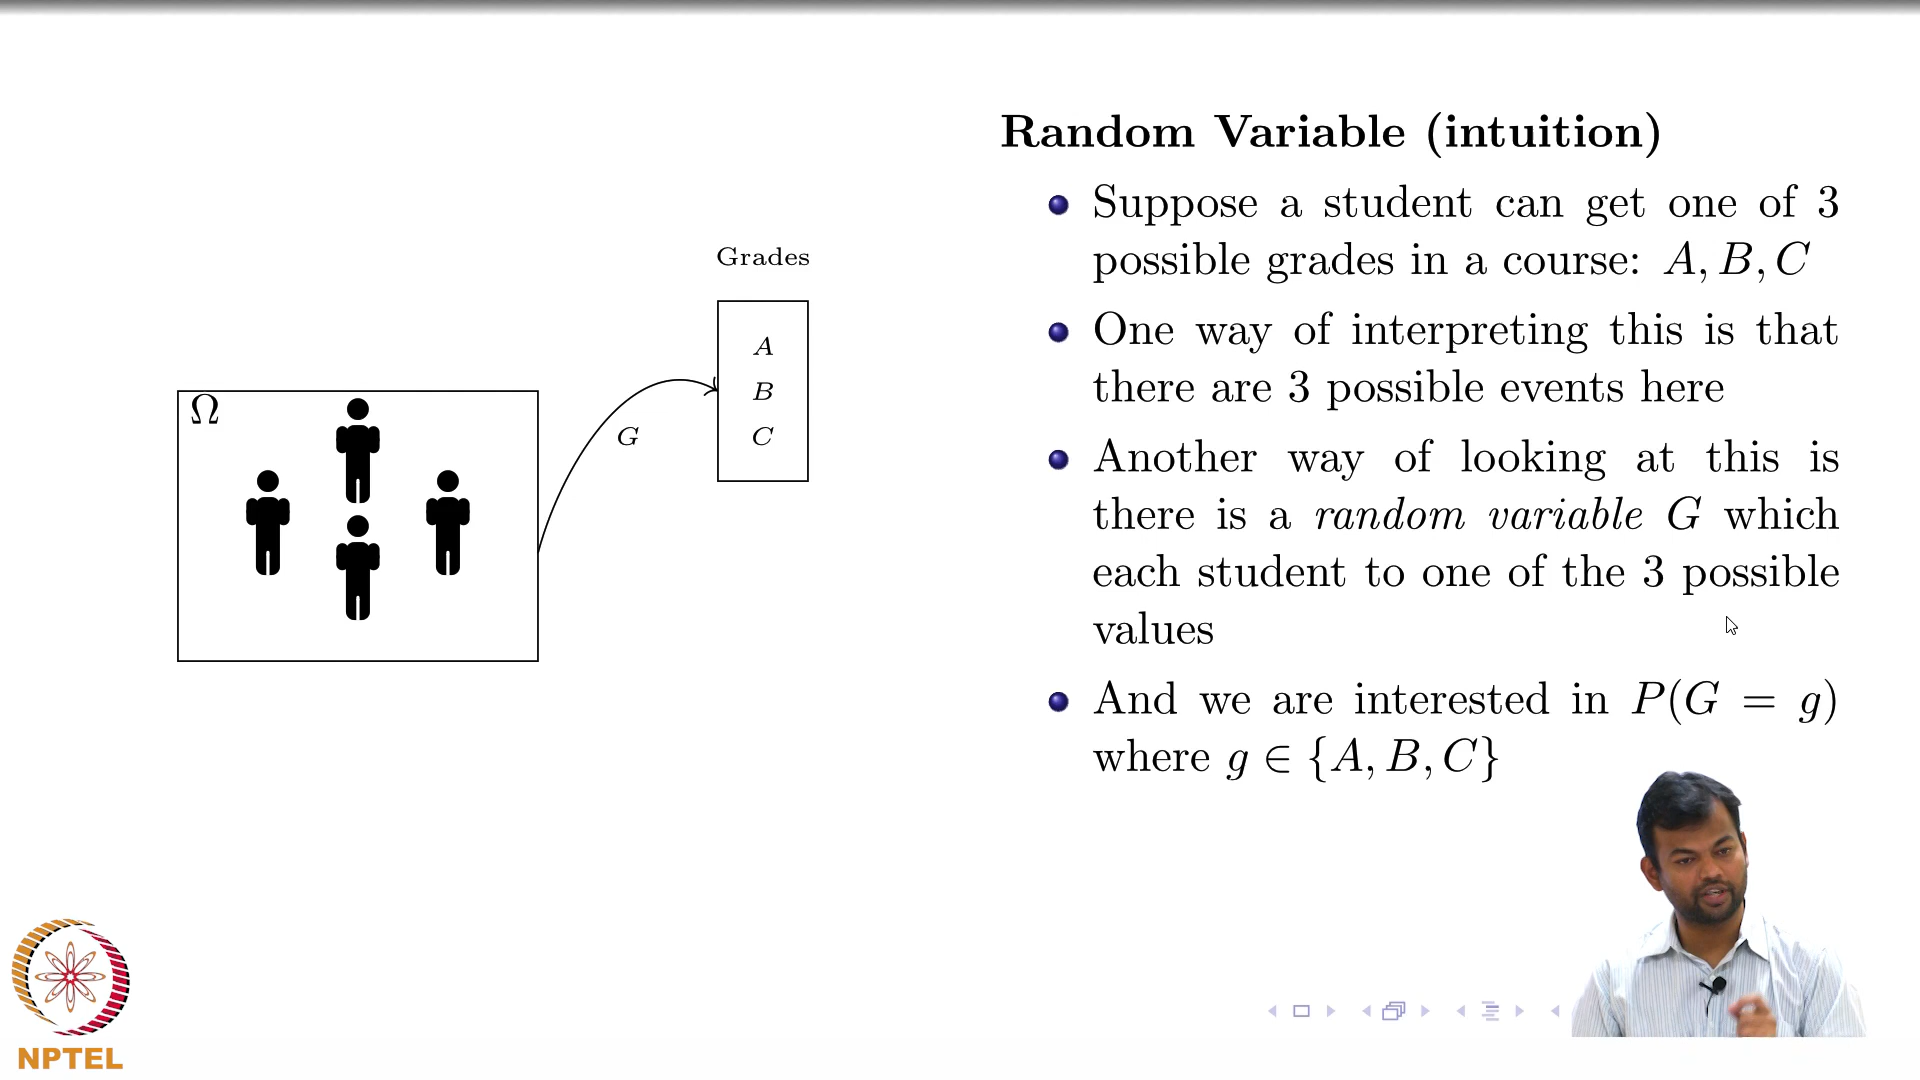 Random Variable (intuition)
Suppose a student can get one of 3
possible grades in a course: A, B, C
One way of interpreting this is that
there are 3 possible events here
Another way of looking at this is
there is a random variable G which
each student to one of the 3 possible
values
And we are interested in P(G = g)
where g ∈ {A, B, C}
Grades
A
B
C
G
Ω
NPTEL